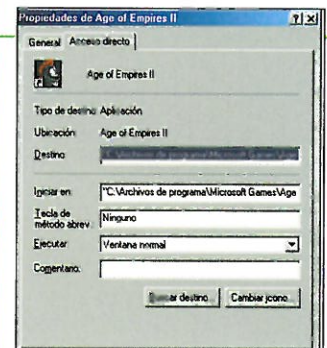 Propiedades de Age of Empires II
General Acceso directo
Age of Empires II
Tipo de destino: Aplicación
Ubicación: Age of Empires II
Destino:
Iniciar en: "C:\Archivos de programa\Microsoft Games\Age
Tecla de método abrev.: Ninguno
Ejecutar: Ventana normal
Comentario:
Buscar destino... Cambiar icono...